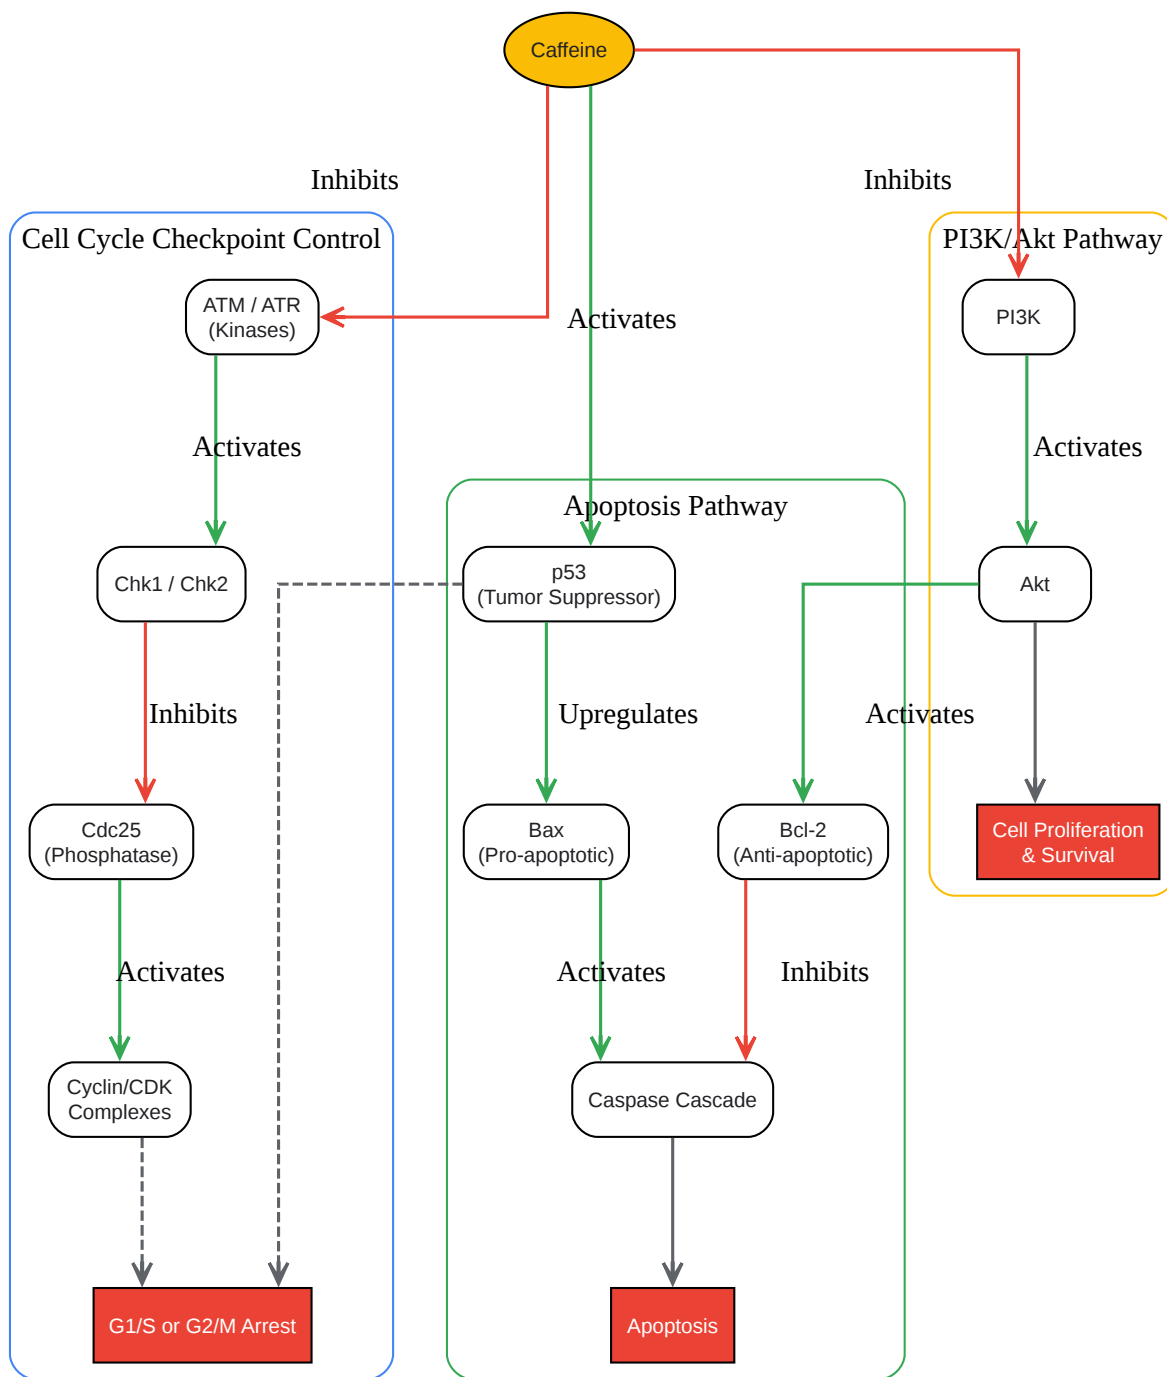 Caffeine
Inhibits
Inhibits
Cell Cycle Checkpoint Control
PI3K/Akt Pathway
ATM / ATR
(Kinases)
Activates
PI3K
Activates
Activates
Apoptosis Pathway
Chk1 / Chk2
p53
(Tumor Suppressor)
Akt
Inhibits
Upregulates
Activates
Cdc25
(Phosphatase)
Bax
(Pro-apoptotic)
Bcl-2
(Anti-apoptotic)
Cell Proliferation
& Survival
Activates
Activates
Inhibits
Cyclin/CDK
Complexes
Caspase Cascade
G1/S or G2/M Arrest
Apoptosis